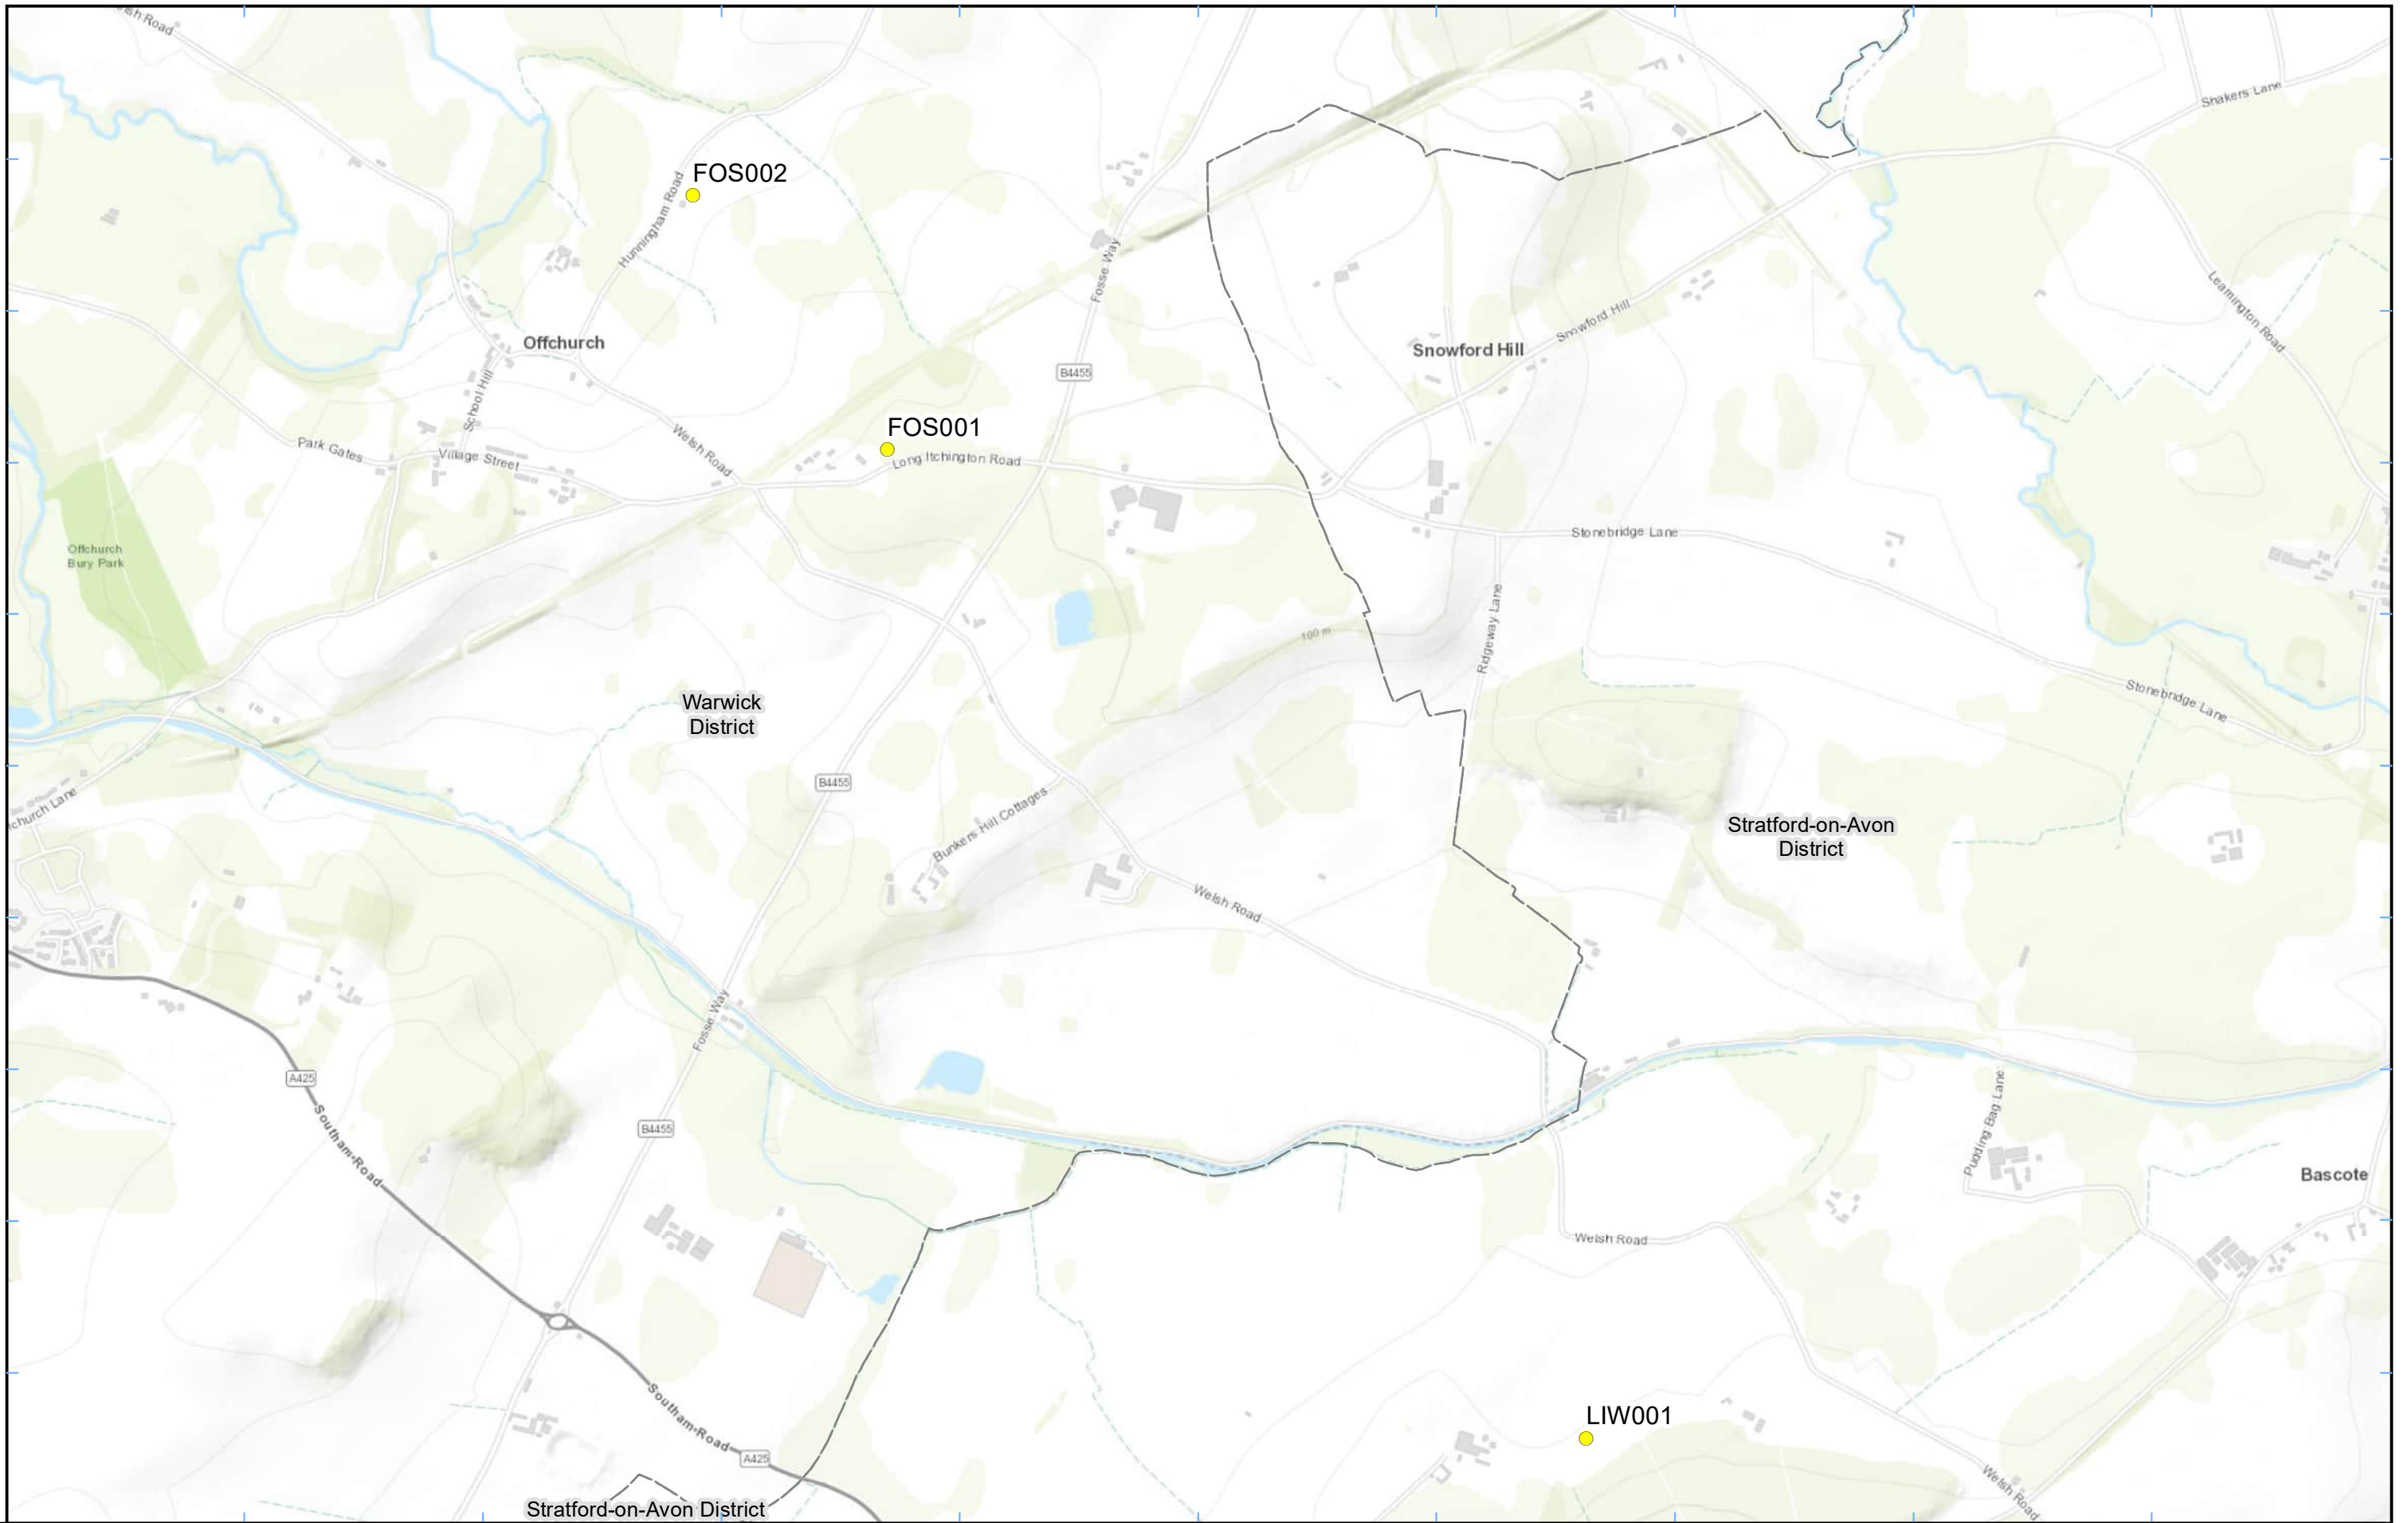 Shakers Lane
FOS002
Hunningham Road
Fosse Way
Leamington Road
Snowford Hill
Offchurch
Snowford Hill
B4455
School Hill
FOS001
Welsh Road
Park Gates
Village Street
Long Itchington Road
Stonebridge Lane
Offchurch
Bury Park
Ridgeway Lane
100 m
Stonebridge Lane
Warwick
District
B4455
Bunkers Hill Cottages
Stratford-on-Avon
District
Welsh Road
Fosse Way
A425
B4455
Southam-Road
Pudding Bag Lane
Bascote
Welsh Road
Southam-Road
LIW001
A425
Welsh Road
Stratford-on-Avon District